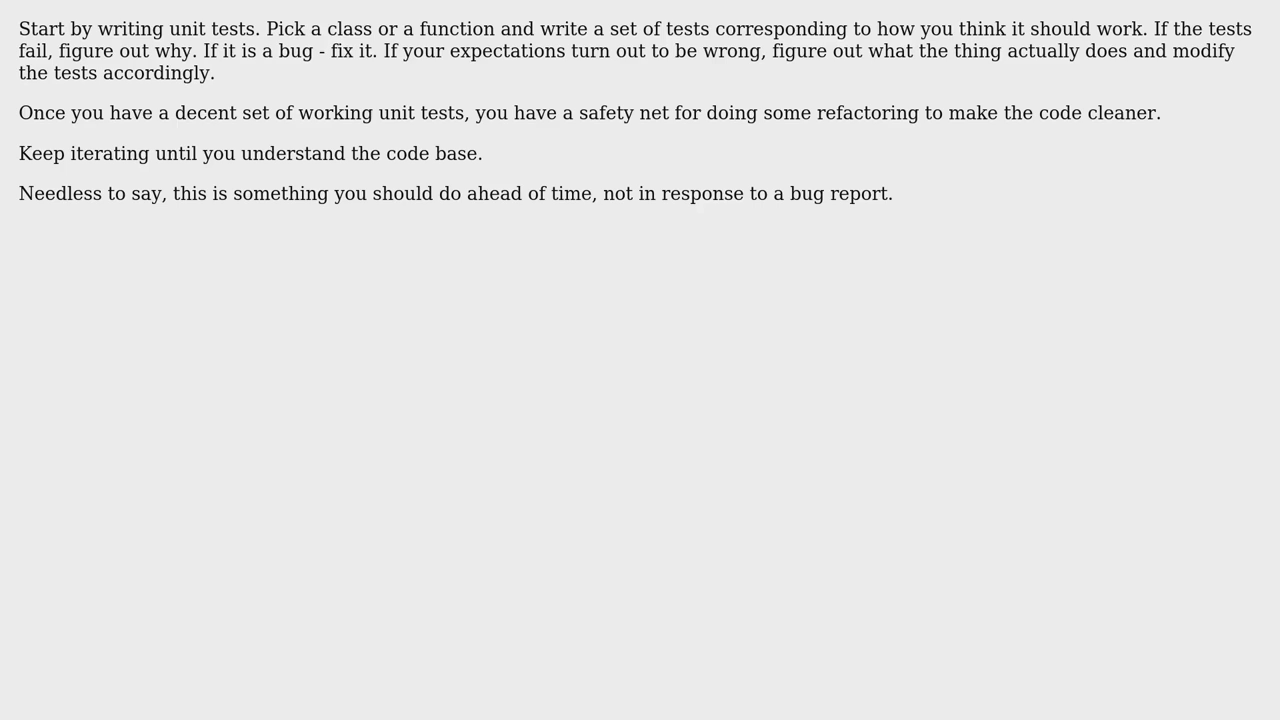 Start by writing unit tests. Pick a class or a function and write a set of tests corresponding to how you think it should work. If the tests
fail, figure out why. If it is a bug - fix it. If your expectations turn out to be wrong, figure out what the thing actually does and modify
the tests accordingly.
Once you have a decent set of working unit tests, you have a safety net for doing some refactoring to make the code cleaner.
Keep iterating until you understand the code base.
Needless to say, this is something you should do ahead of time, not in response to a bug report.